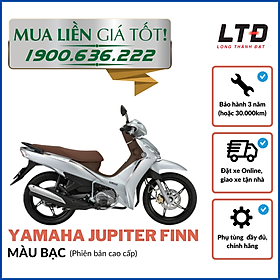 MUA LIỀN GIÁ TỐT!
1900.636.222
LTD
LONG THÀNH ĐẠT
Bảo hành 3 năm
(hoặc 30.000km)
Đặt xe Online,
giao xe tận nhà
Phụ tùng đầy đủ,
chính hãng
YAMAHA JUPITER FINN
MÀU BẠC (Phiên bản cao cấp)